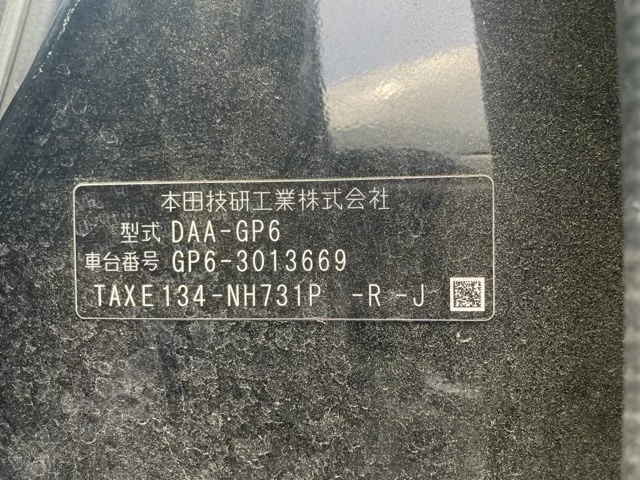 本田技研工業株式会社
型式 DAA-GP6
車台番号 GP6-3013669
TAXE134-NH731P -R-J